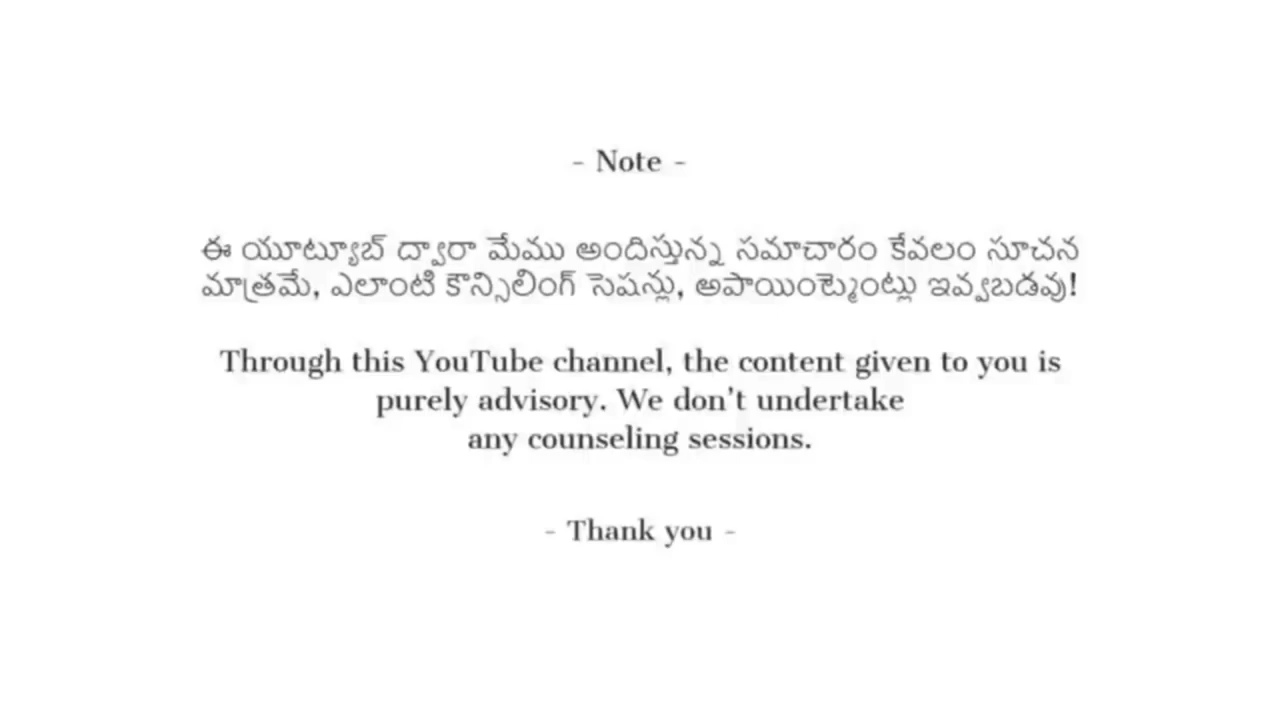 - Note -
ఈ యూట్యూబ్ ద్వారా మేము అందిస్తున్న సమాచారం కేవలం సూచన
మాత్రమే, ఎలాంటి కౌన్సిలింగ్ సెషన్లు, అపాయింట్మెంట్లు ఇవ్వబడవు!
Through this YouTube channel, the content given to you is
purely advisory. We don't undertake
any counseling sessions.
- Thank you -